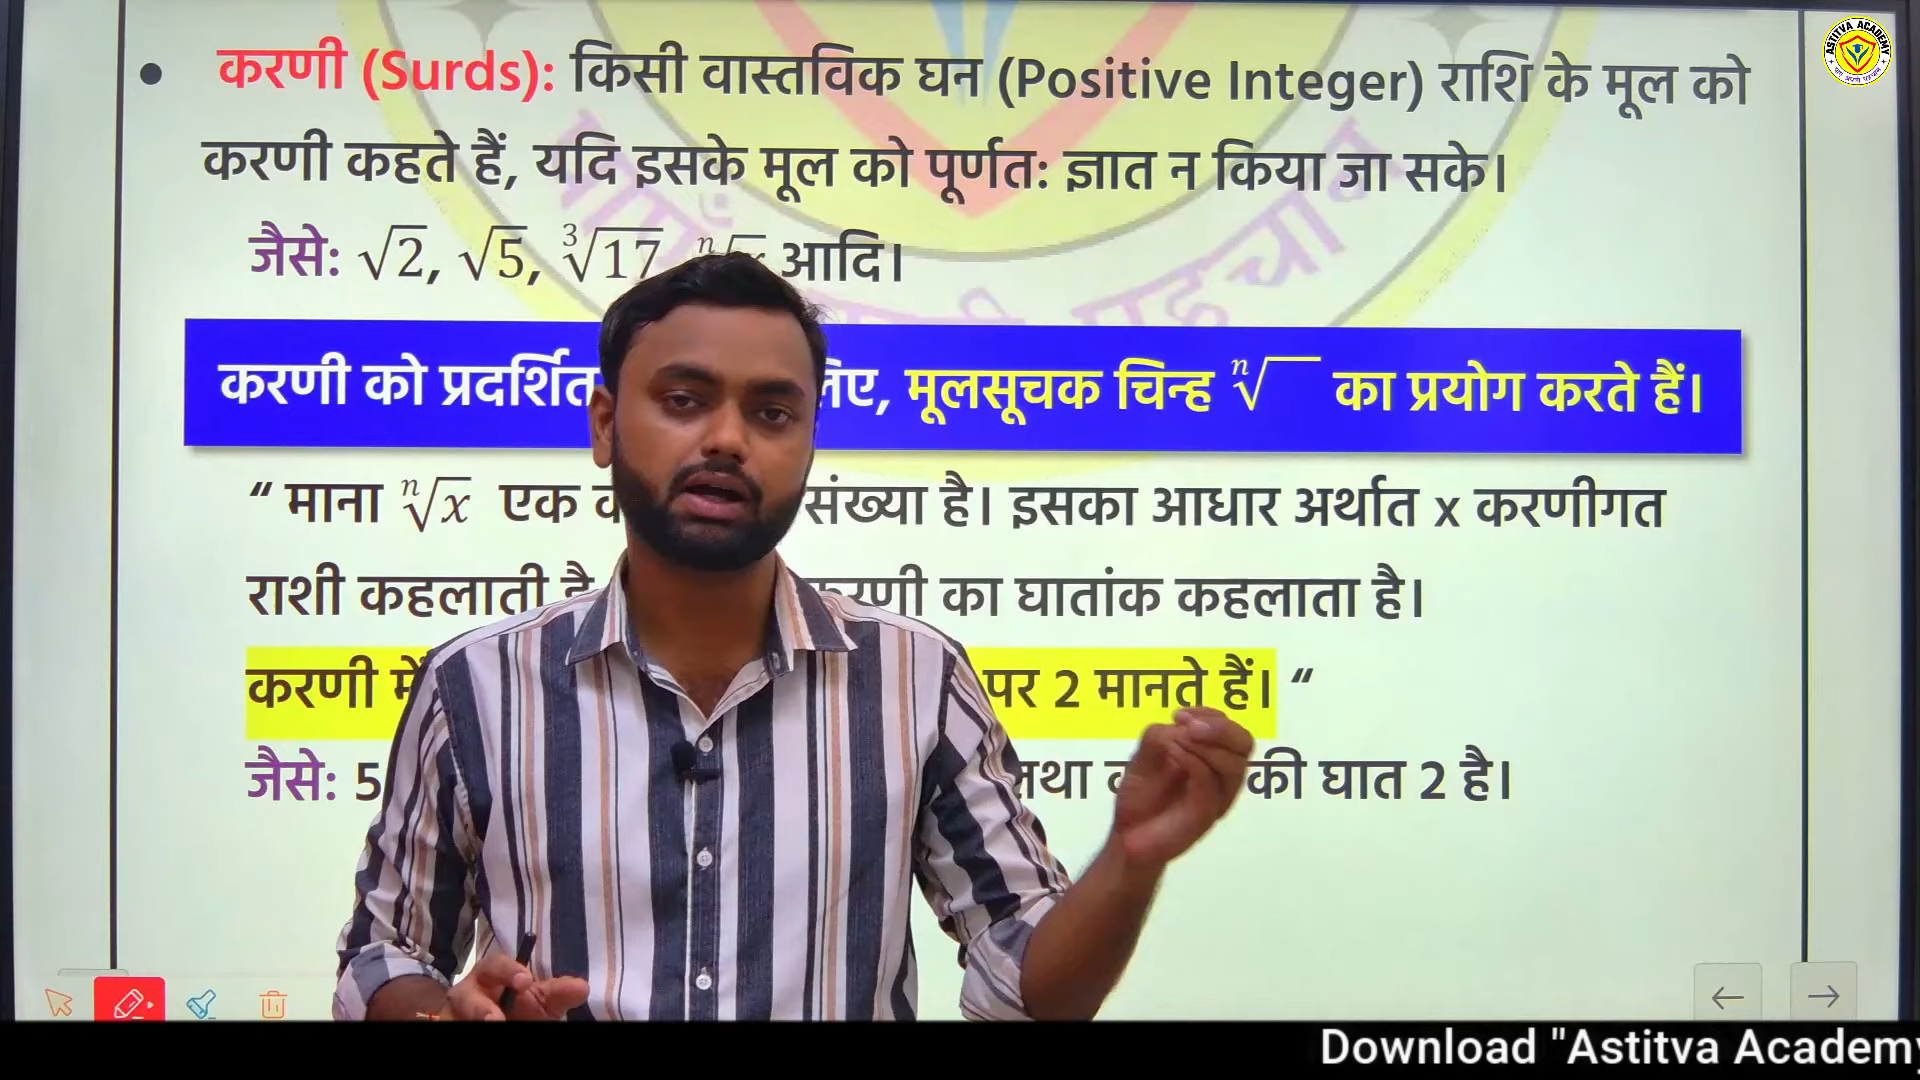 करणी (Surds): किसी वास्तविक घन (Positive Integer) राशि के मूल को
करणी कहते हैं, यदि इसके मूल को पूर्णत: ज्ञात न किया जा सके।
जैसे: √2, √5, ∛17 आदि।
करणी को प्रदर्शित मूलसूचक चिन्ह ⁿ√ का प्रयोग करते हैं।
“ माना ⁿ√x एक संख्या है। इसका आधार अर्थात x करणीगत
राशी कहलाती है करणी का घातांक कहलाता है।
करणी में पर 2 मानते हैं। “
जैसे: 5 तथा की घात 2 है।
ASTITVA ACADEMY
Download "Astitva Academy